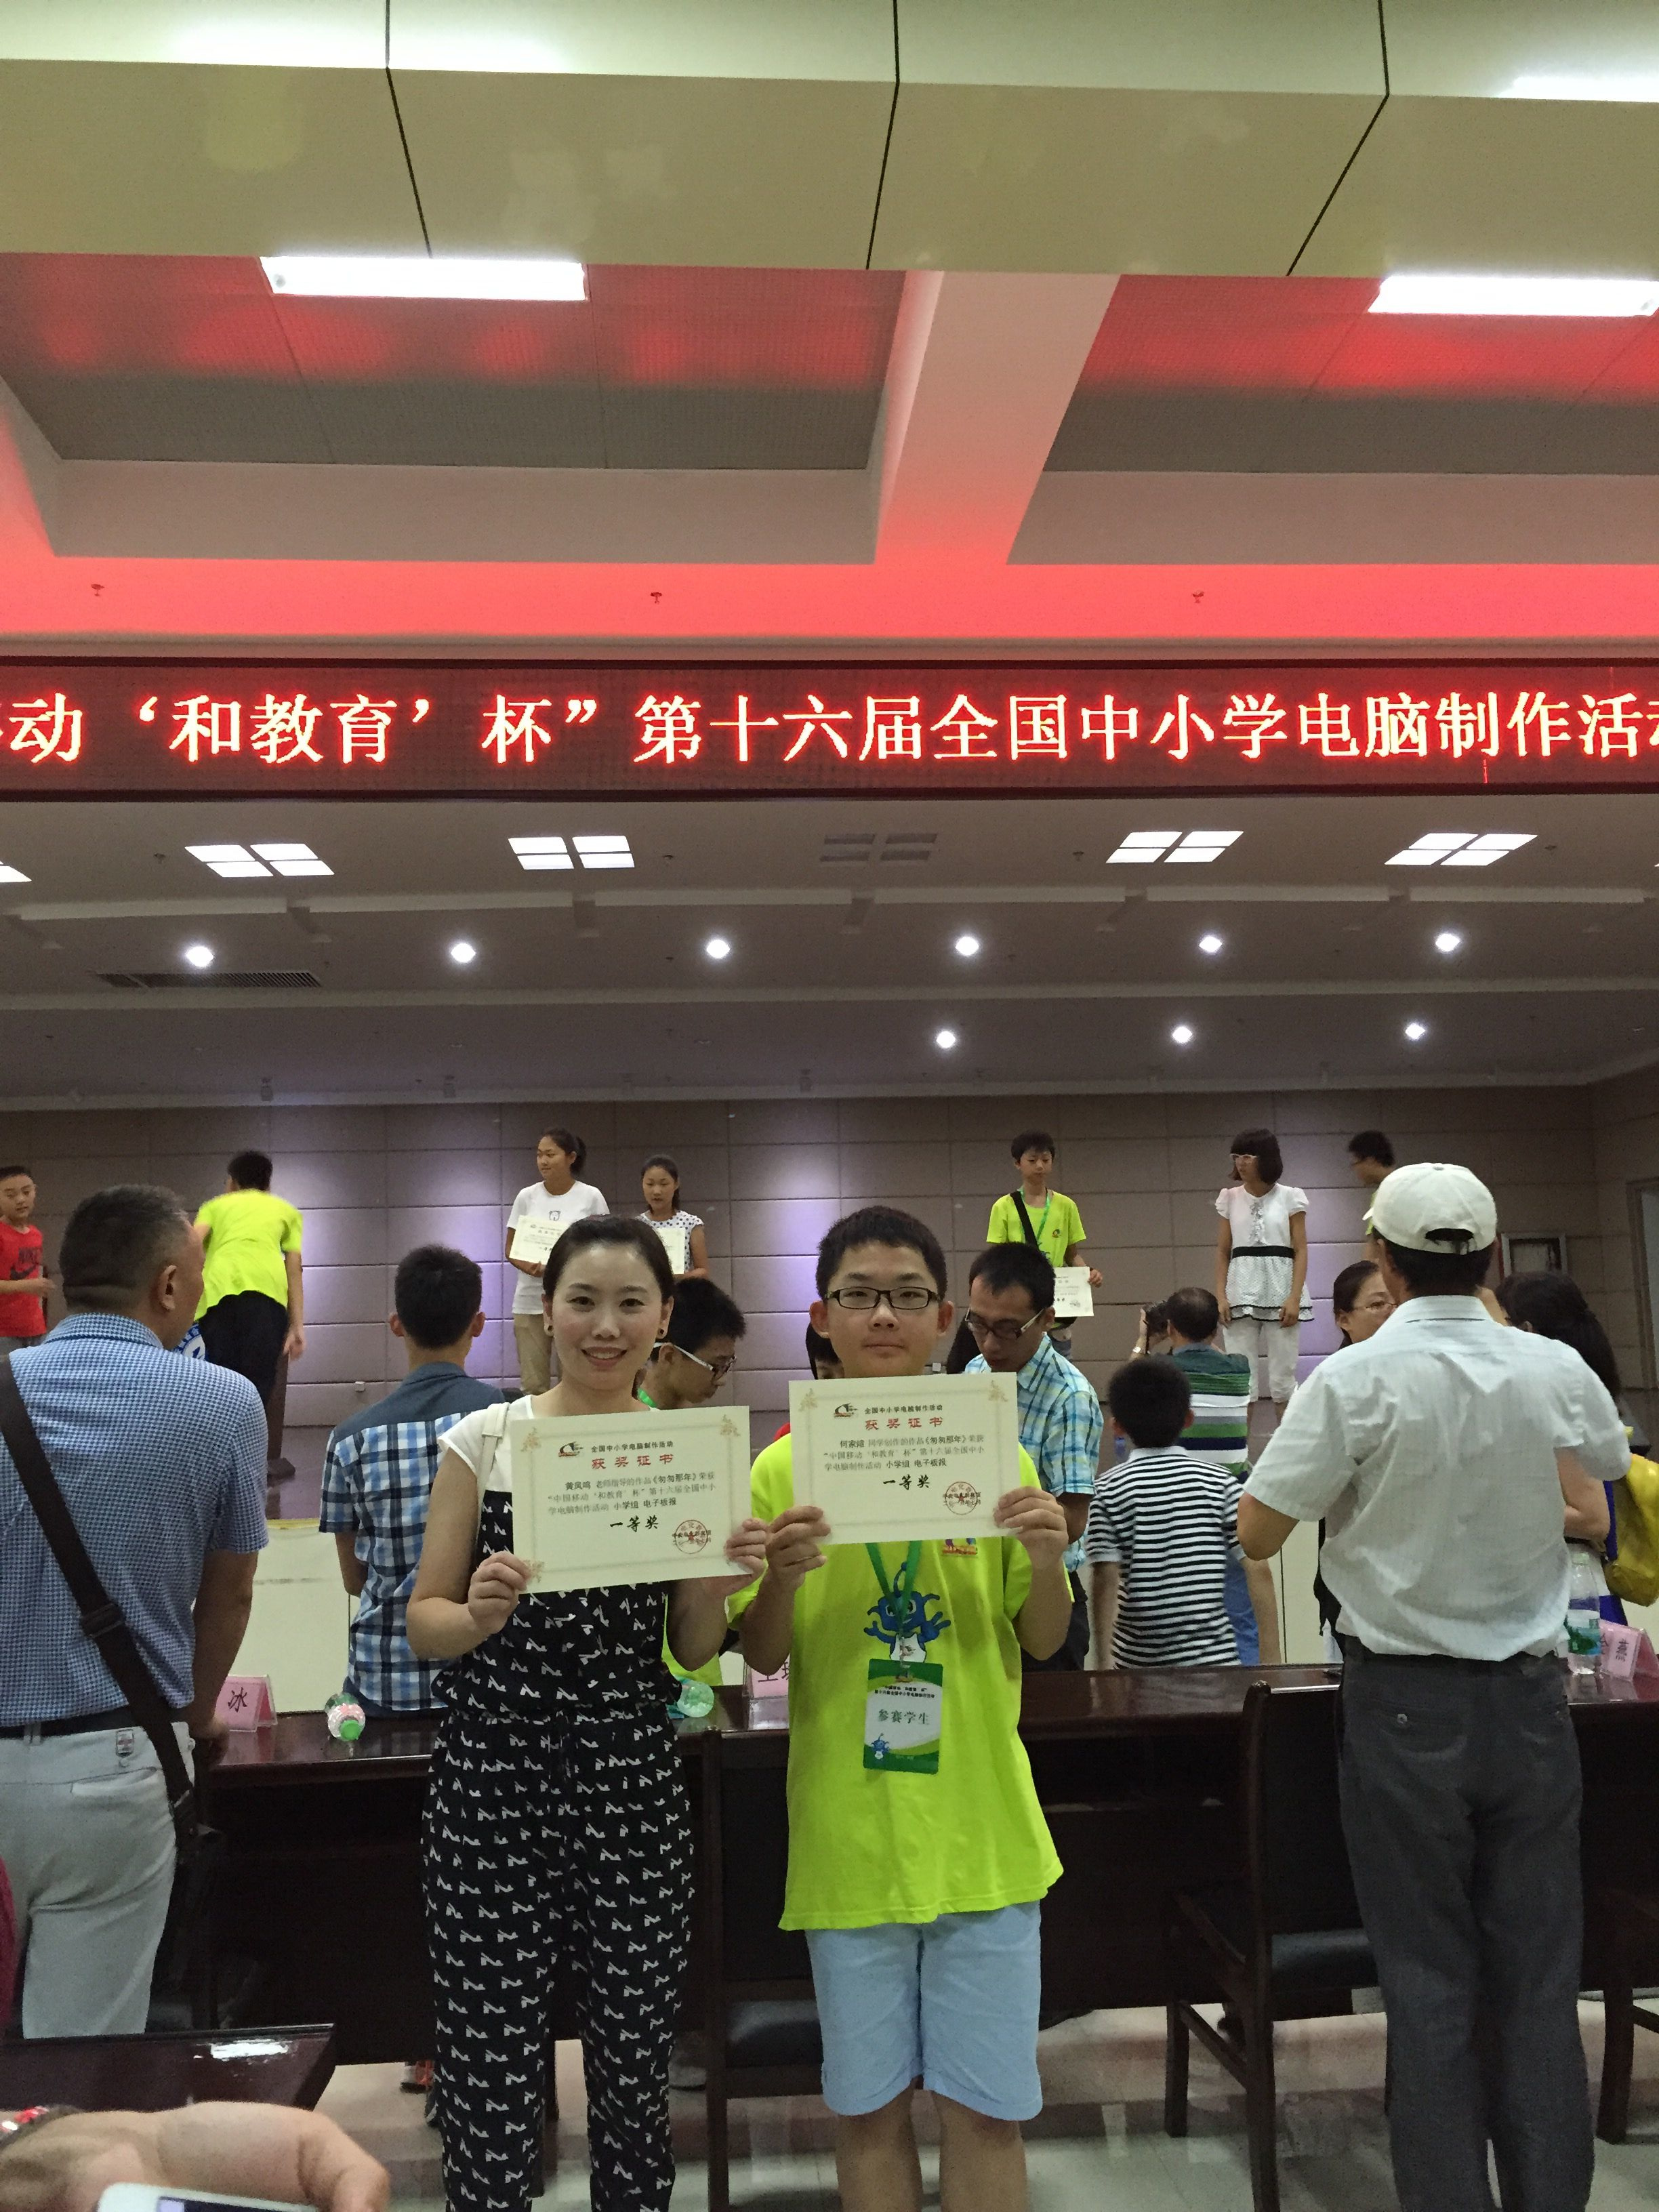 动‘和教育’杯”第十六届全国中小学电脑制作活
全国中小学电脑制作活动
获奖证书
黄凤鸣 老师指导的作品《匆匆那年》荣获
“中国移动‘和教育’杯”第十六届全国中小
学电脑制作活动 小学组 电子板报
一等奖
全国中小学电脑制作活动
获奖证书
同学创作的作品《匆匆那年》荣获
“中国移动‘和教育’杯”第十六届全国中小
学电脑制作活动 小学组 电子板报
一等奖
参赛学生
冰
燕